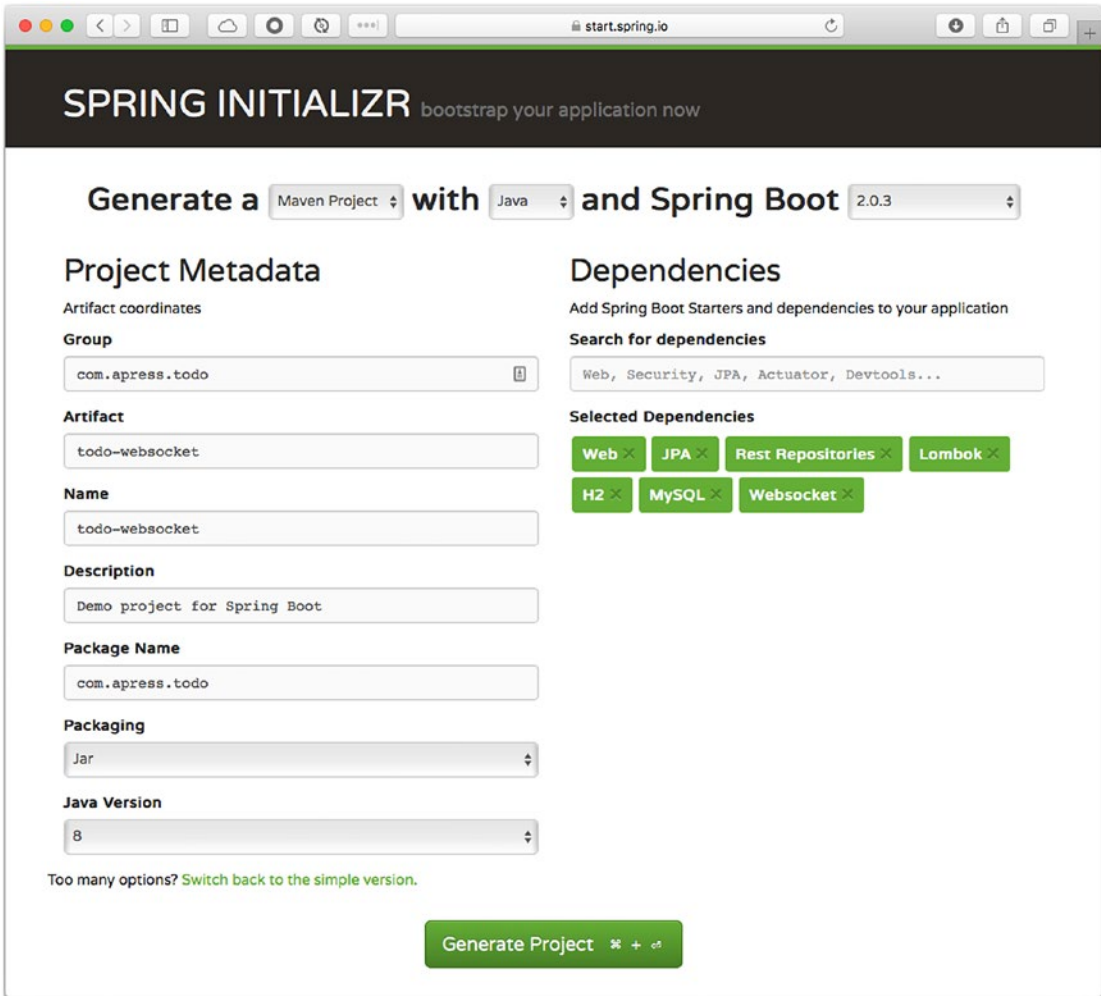 start.spring.io
SPRING INITIALIZR bootstrap your application now
Generate a Maven Project with Java and Spring Boot 2.0.3
Project Metadata
Artifact coordinates
Group
com.apress.todo
Artifact
todo-websocket
Name
todo-websocket
Description
Demo project for Spring Boot
Package Name
com.apress.todo
Packaging
Jar
Java Version
8
Too many options? Switch back to the simple version.
Dependencies
Add Spring Boot Starters and dependencies to your application
Search for dependencies
Web, Security, JPA, Actuator, Devtools...
Selected Dependencies
Web × JPA × Rest Repositories × Lombok ×
H2 × MySQL × Websocket ×
Generate Project ⌘ + ⏎